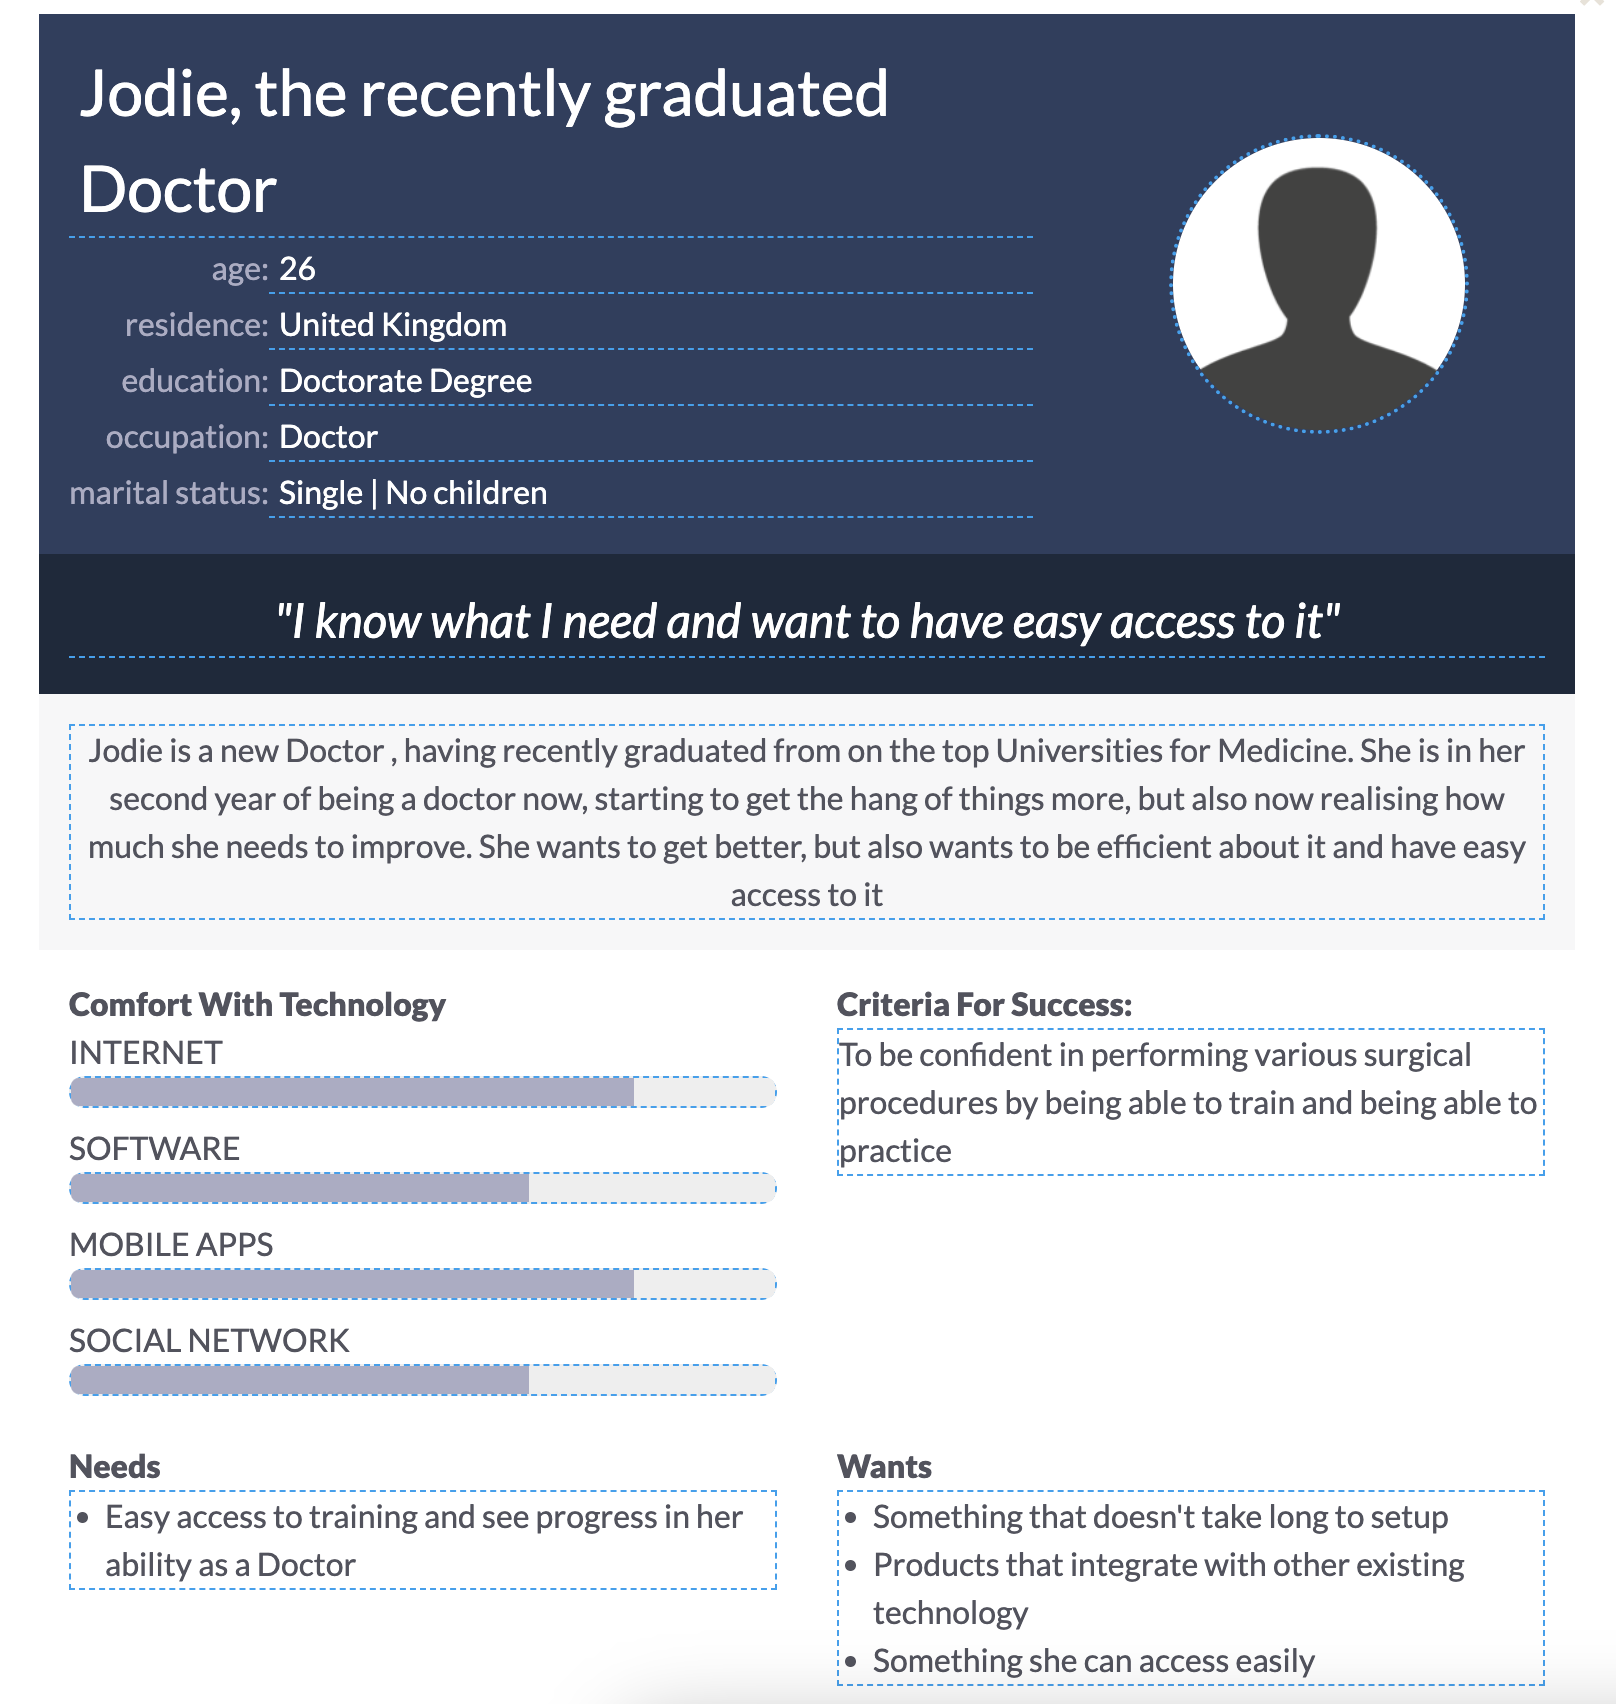 Jodie, the recently graduated
Doctor
age: 26
residence: United Kingdom
education: Doctorate Degree
occupation: Doctor
marital status: Single | No children
"I know what I need and want to have easy access to it"
Jodie is a new Doctor , having recently graduated from on the top Universities for Medicine. She is in her
second year of being a doctor now, starting to get the hang of things more, but also now realising how
much she needs to improve. She wants to get better, but also wants to be efficient about it and have easy
access to it
Comfort With Technology
INTERNET
SOFTWARE
MOBILE APPS
SOCIAL NETWORK
Criteria For Success:
To be confident in performing various surgical
procedures by being able to train and being able to
practice
Needs
• Easy access to training and see progress in her
ability as a Doctor
Wants
• Something that doesn't take long to setup
• Products that integrate with other existing
technology
• Something she can access easily